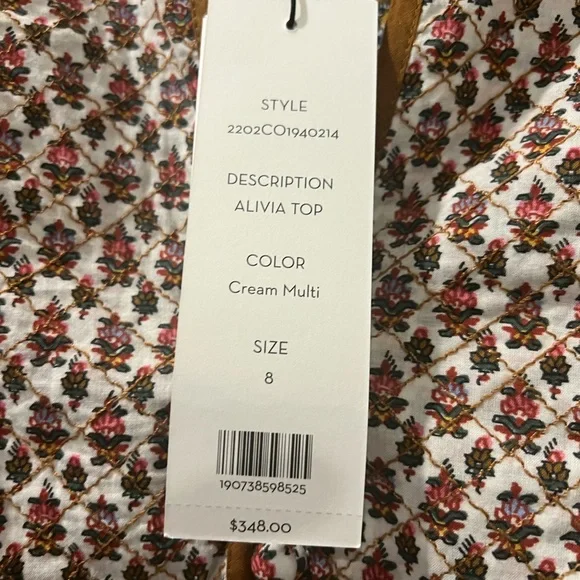 STYLE
2202CO1940214
DESCRIPTION
ALIVIA TOP
COLOR
Cream Multi
SIZE
8
190738598525
$348.00